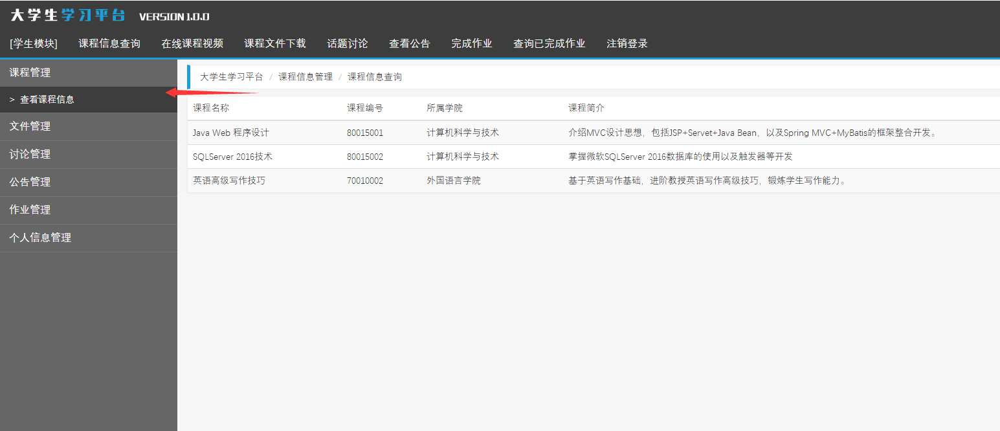 大学生学习平台 VERSION 1.0.0
[学生模块] 课程信息查询 在线课程视频 课程文件下载 话题讨论 查看公告 完成作业 查询已完成作业 注销登录
课程管理
> 查看课程信息
文件管理
讨论管理
公告管理
作业管理
个人信息管理
大学生学习平台 / 课程信息管理 / 课程信息查询
课程名称 课程编号 所属学院 课程简介
Java Web 程序设计 80015001 计算机科学与技术 介绍MVC设计思想，包括JSP+Servet+Java Bean，以及Spring MVC+MyBatis的框架整合开发。
SQLServer 2016技术 80015002 计算机科学与技术 掌握微软SQLServer 2016数据库的使用以及触发器等开发
英语高级写作技巧 70010002 外国语言学院 基于英语写作基础，进阶教授英语写作高级技巧，锻炼学生写作能力。